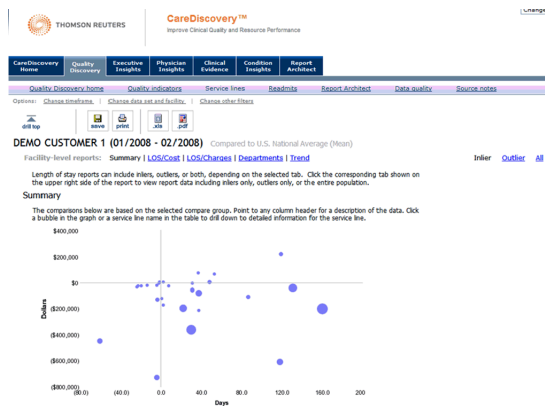 Change
THOMSON REUTERS
CareDiscovery™
Improve Clinical Quality and Resource Performance
CareDiscovery Home
Quality Discovery
Executive Insights
Physician Insights
Clinical Evidence
Condition Insights
Report Architect
Quality Discovery home Quality indicators Service lines Readmits Report Architect Data quality Source notes
Options: Change timeframe | Change data set and facility | Change other filters
drill top save print .xls .pdf
DEMO CUSTOMER 1 (01/2008 - 02/2008) Compared to U.S. National Average (Mean)
Facility-level reports: Summary | LOS/Cost | LOS/Charges | Departments | Trend Inlier Outlier All
Length of stay reports can include inliers, outliers, or both, depending on the selected tab. Click the corresponding tab shown on
the upper right side of the report to view report data including inliers only, outliers only, or the entire population.
Summary
The comparisons below are based on the selected compare group. Point to any column header for a description of the data. Click
a bubble in the graph or a service line name in the table to drill down to detailed information for the service line.
$400,000
$200,000
$0
($200,000)
($400,000)
($600,000)
($800,000)
Dollars
(80.0) (40.0) 0.0 40.0 80.0 120.0 160.0 200
Days